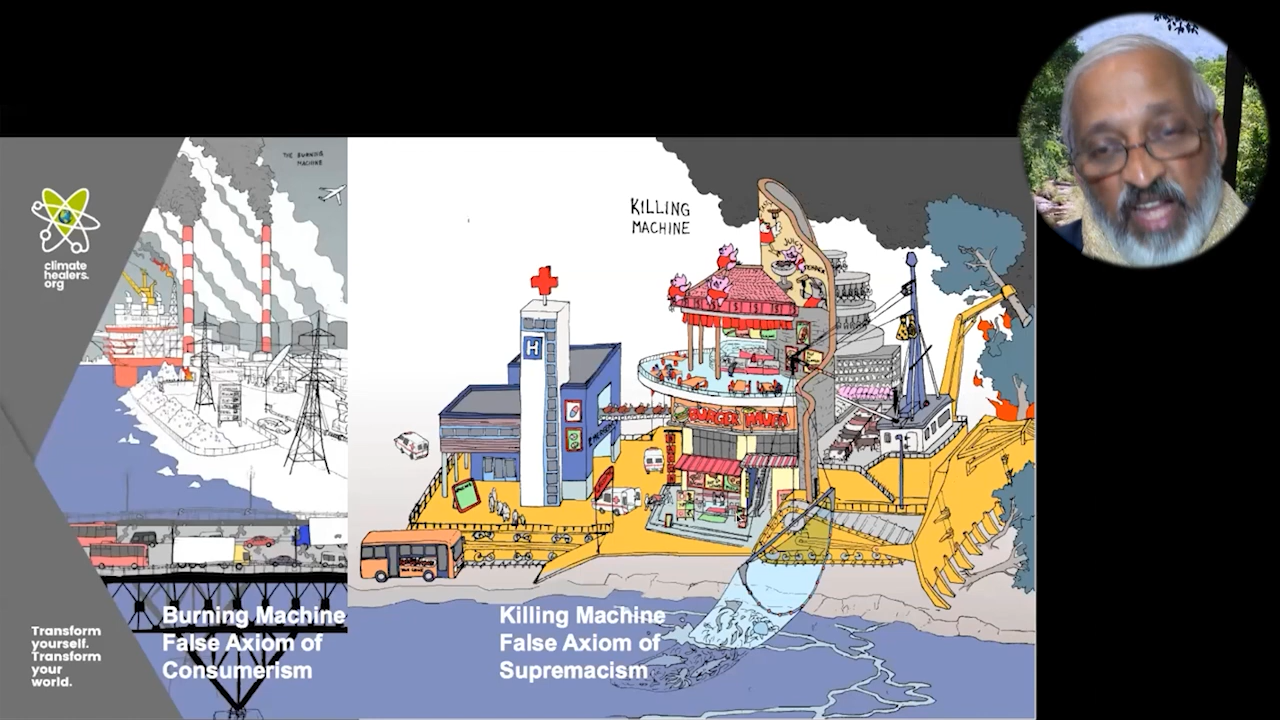 THE BURNING
MACHINE
climate
healers.
org
KILLING
MACHINE
H
Burning Machine
False Axiom of
Consumerism
Killing Machine
False Axiom of
Supremacism
Transform
yourself.
Transform
your
world.